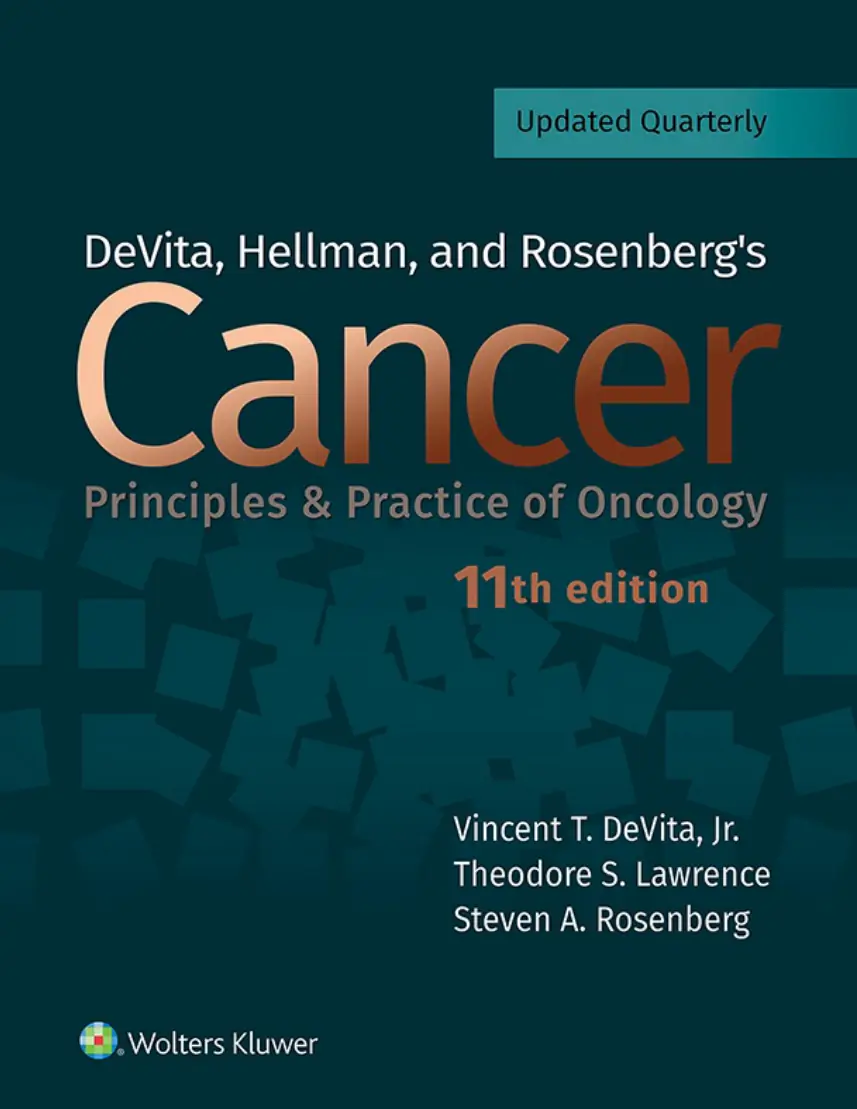 Updated Quarterly
DeVita, Hellman, and Rosenberg's
Cancer
Principles & Practice of Oncology
11th edition
Vincent T. DeVita, Jr.
Theodore S. Lawrence
Steven A. Rosenberg
® Wolters Kluwer